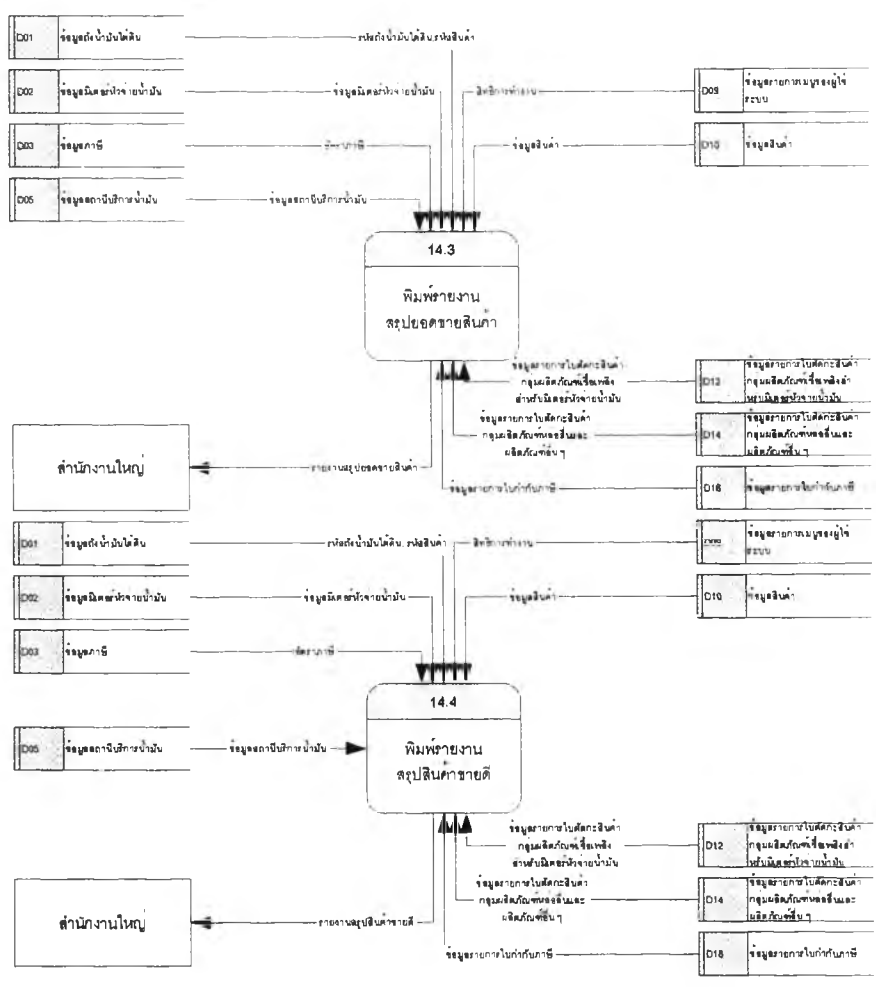 D01 ข้อมูลถังน้ำมันใต้ดิน
รหัสถังน้ำมันใต้ดิน,รหัสสินค้า
D02 ข้อมูลมิเตอร์หัวจ่ายน้ำมัน
ข้อมูลมิเตอร์หัวจ่ายน้ำมัน
สิทธิการทำงาน
D09 ข้อมูลรายการเมนูของผู้ใช้
ระบบ
D03 ข้อมูลภาษี
อัตราภาษี
ข้อมูลสินค้า
D10 ข้อมูลสินค้า
D05 ข้อมูลสถานีบริการน้ำมัน
ข้อมูลสถานีบริการน้ำมัน
14.3
พิมพ์รายงาน
สรุปยอดขายสินค้า
ข้อมูลรายการใบตัดกะสินค้า
กลุ่มผลิตภัณฑ์เชื้อเพลิง
สำหรับมิเตอร์หัวจ่ายน้ำมัน
ข้อมูลรายการใบตัดกะสินค้า
กลุ่มผลิตภัณฑ์เชื้อเพลิงสำ
หรับมิเตอร์หัวจ่ายน้ำมัน
ข้อมูลรายการใบตัดกะสินค้า
กลุ่มผลิตภัณฑ์หล่อลื่นและ
ผลิตภัณฑ์อื่น ๆ
D14 ข้อมูลรายการใบตัดกะสินค้า
กลุ่มผลิตภัณฑ์หล่อลื่นและ
ผลิตภัณฑ์อื่น ๆ
สำนักงานใหญ่
รายงานสรุปยอดขายสินค้า
ข้อมูลรายการใบกำกับภาษี
D16 ข้อมูลรายการใบกำกับภาษี
D01 ข้อมูลถังน้ำมันใต้ดิน
รหัสถังน้ำมันใต้ดิน, รหัสสินค้า
สิทธิการทำงาน
ข้อมูลรายการเมนูของผู้ใช้
ระบบ
D02 ข้อมูลมิเตอร์หัวจ่ายน้ำมัน
ข้อมูลมิเตอร์หัวจ่ายน้ำมัน
ข้อมูลสินค้า
D10 ข้อมูลสินค้า
D03 ข้อมูลภาษี
อัตราภาษี
14.4
พิมพ์รายงาน
สรุปสินค้าขายดี
D05 ข้อมูลสถานีบริการน้ำมัน
ข้อมูลสถานีบริการน้ำมัน
ข้อมูลรายการใบตัดกะสินค้า
กลุ่มผลิตภัณฑ์เชื้อเพลิง
สำหรับมิเตอร์หัวจ่ายน้ำมัน
D12 ข้อมูลรายการใบตัดกะสินค้า
กลุ่มผลิตภัณฑ์เชื้อเพลิงสำ
หรับมิเตอร์หัวจ่ายน้ำมัน
ข้อมูลรายการใบตัดกะสินค้า
กลุ่มผลิตภัณฑ์หล่อลื่นและ
ผลิตภัณฑ์อื่น ๆ
D14 ข้อมูลรายการใบตัดกะสินค้า
กลุ่มผลิตภัณฑ์หล่อลื่นและ
ผลิตภัณฑ์อื่น ๆ
สำนักงานใหญ่
รายงานสรุปสินค้าขายดี
ข้อมูลรายการใบกำกับภาษี
D16 ข้อมูลรายการใบกำกับภาษี